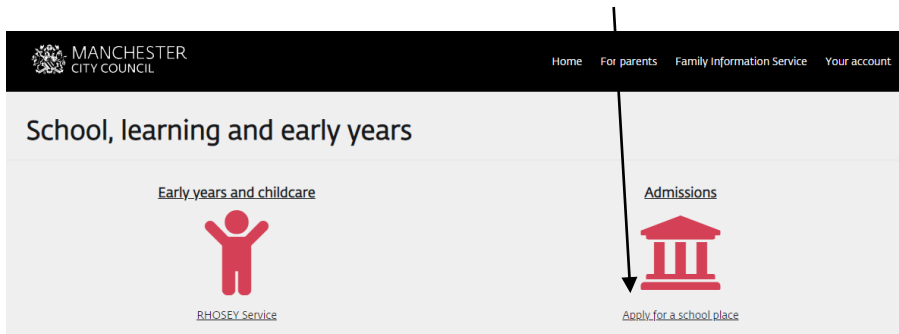 MANCHESTER
CITY COUNCIL
Home For parents Family Information Service Your account
School, learning and early years
Early years and childcare
Admissions
RHOSEY Service
Apply for a school place